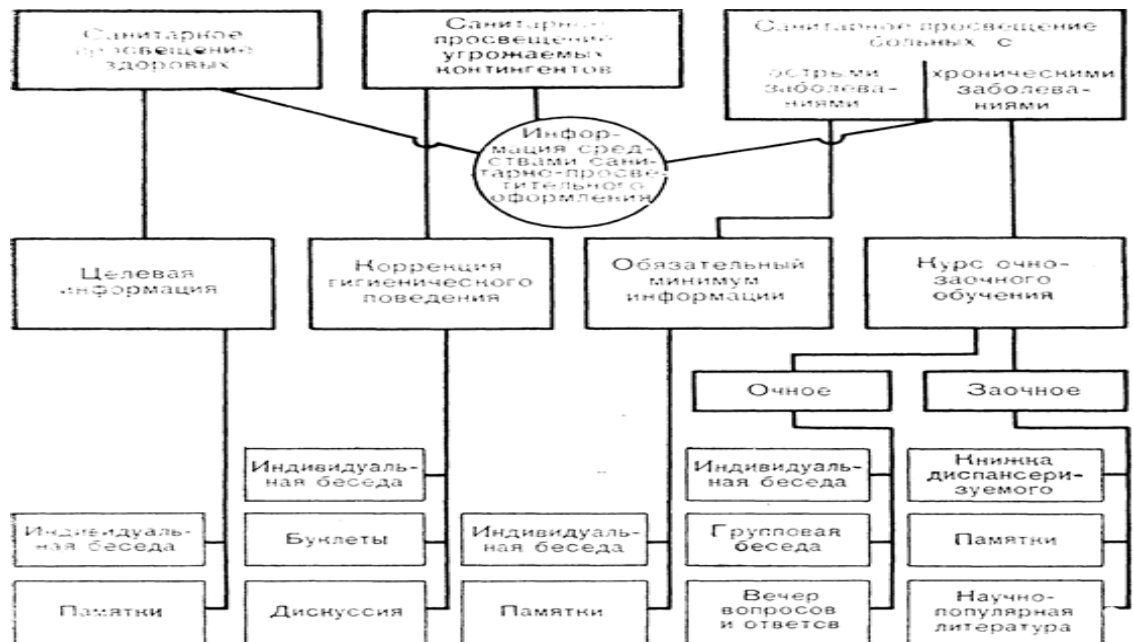 Санитарное
просвещение
здоровых
Санитарное
просвещение
угрожаемых
контингентов
Санитарное просвещение
больных с
острыми
заболева-
ниями
хроническими
заболева-
ниями
Инфор-
мация сред-
ствами сани-
тарно-просве-
тительного
оформления
Целевая
информация
Коррекция
гигиенического
поведения
Обязательный
минимум
информации
Курс очно-
заочного
обучения
Очное
Заочное
Индивидуаль-
ная беседа
Памятки
Индивидуаль-
ная беседа
Буклеты
Дискуссия
Индивидуаль-
ная беседа
Памятки
Индивидуаль-
ная беседа
Групповая
беседа
Вечер
вопросов
и ответов
Книжка
диспансери-
зуемого
Памятки
Научно-
популярная
литература